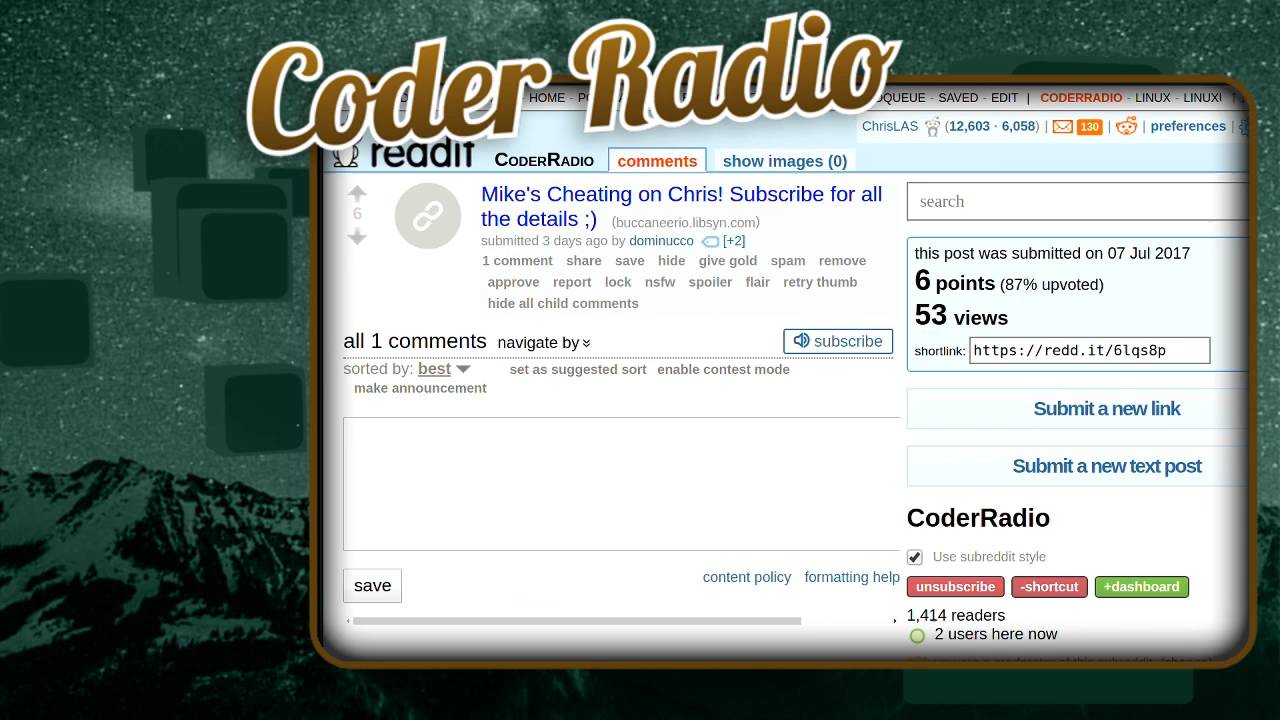 Coder Radio
HOME -
OQUEUE - SAVED - EDIT | CODERRADIO - LINUX - LINUXI
ChrisLAS (12,603 · 6,058) | 130 | | preferences |
reddit CODERRADIO comments show images (0)
6
Mike's Cheating on Chris! Subscribe for all
the details ;) (buccaneerio.libsyn.com)
submitted 3 days ago by dominucco [+2]
1 comment share save hide give gold spam remove
approve report lock nsfw spoiler flair retry thumb
hide all child comments
all 1 comments navigate by
subscribe
sorted by: best set as suggested sort enable contest mode
make announcement
save
content policy formatting help
search
this post was submitted on 07 Jul 2017
6 points (87% upvoted)
53 views
shortlink: https://redd.it/6lqs8p
Submit a new link
Submit a new text post
CoderRadio
Use subreddit style
unsubscribe -shortcut +dashboard
1,414 readers
2 users here now